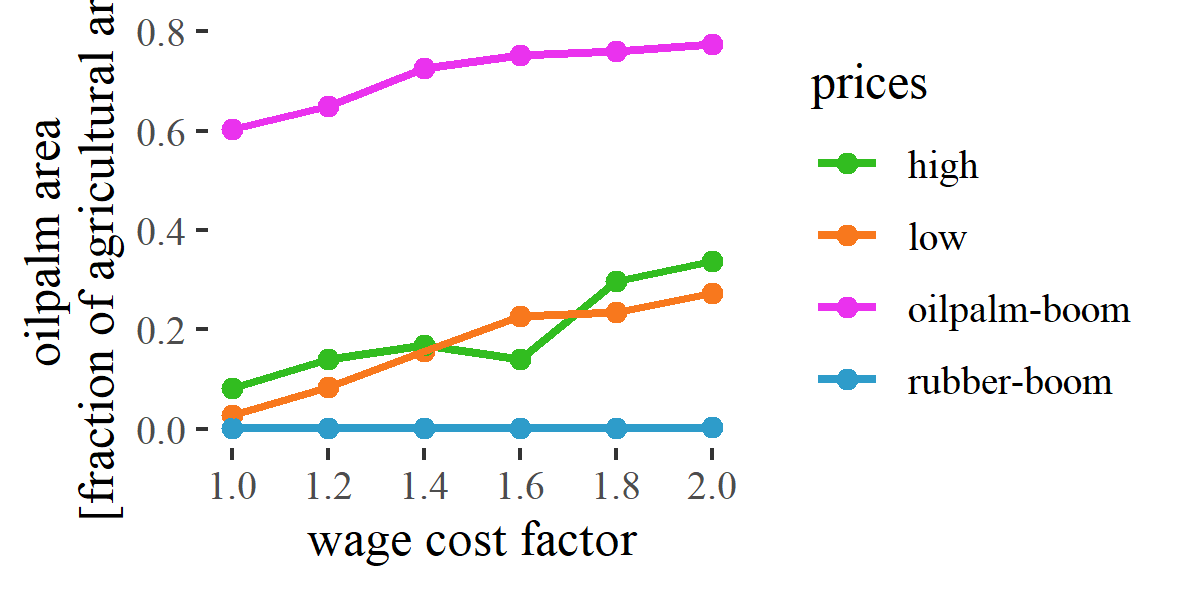 oilpalm area
[fraction of agricultural ar
0.8
0.6
0.4
0.2
0.0
1.0 1.2 1.4 1.6 1.8 2.0
wage cost factor
prices
high
low
oilpalm-boom
rubber-boom